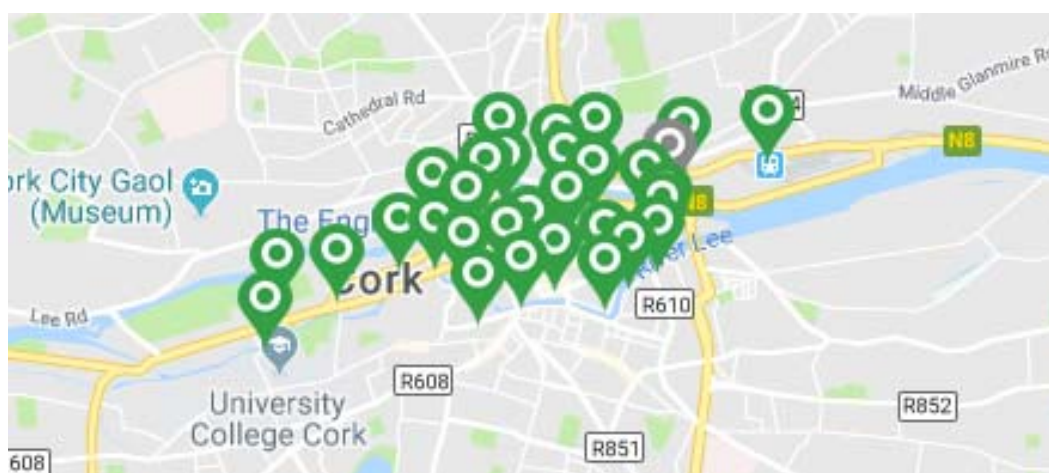 Cathedral Rd
Middle Glanmire Rd
N8
ork City Gaol
(Museum)
The Eng
N8
River Lee
Cork
Lee Rd
R610
R608
University
College Cork
R852
R851
608